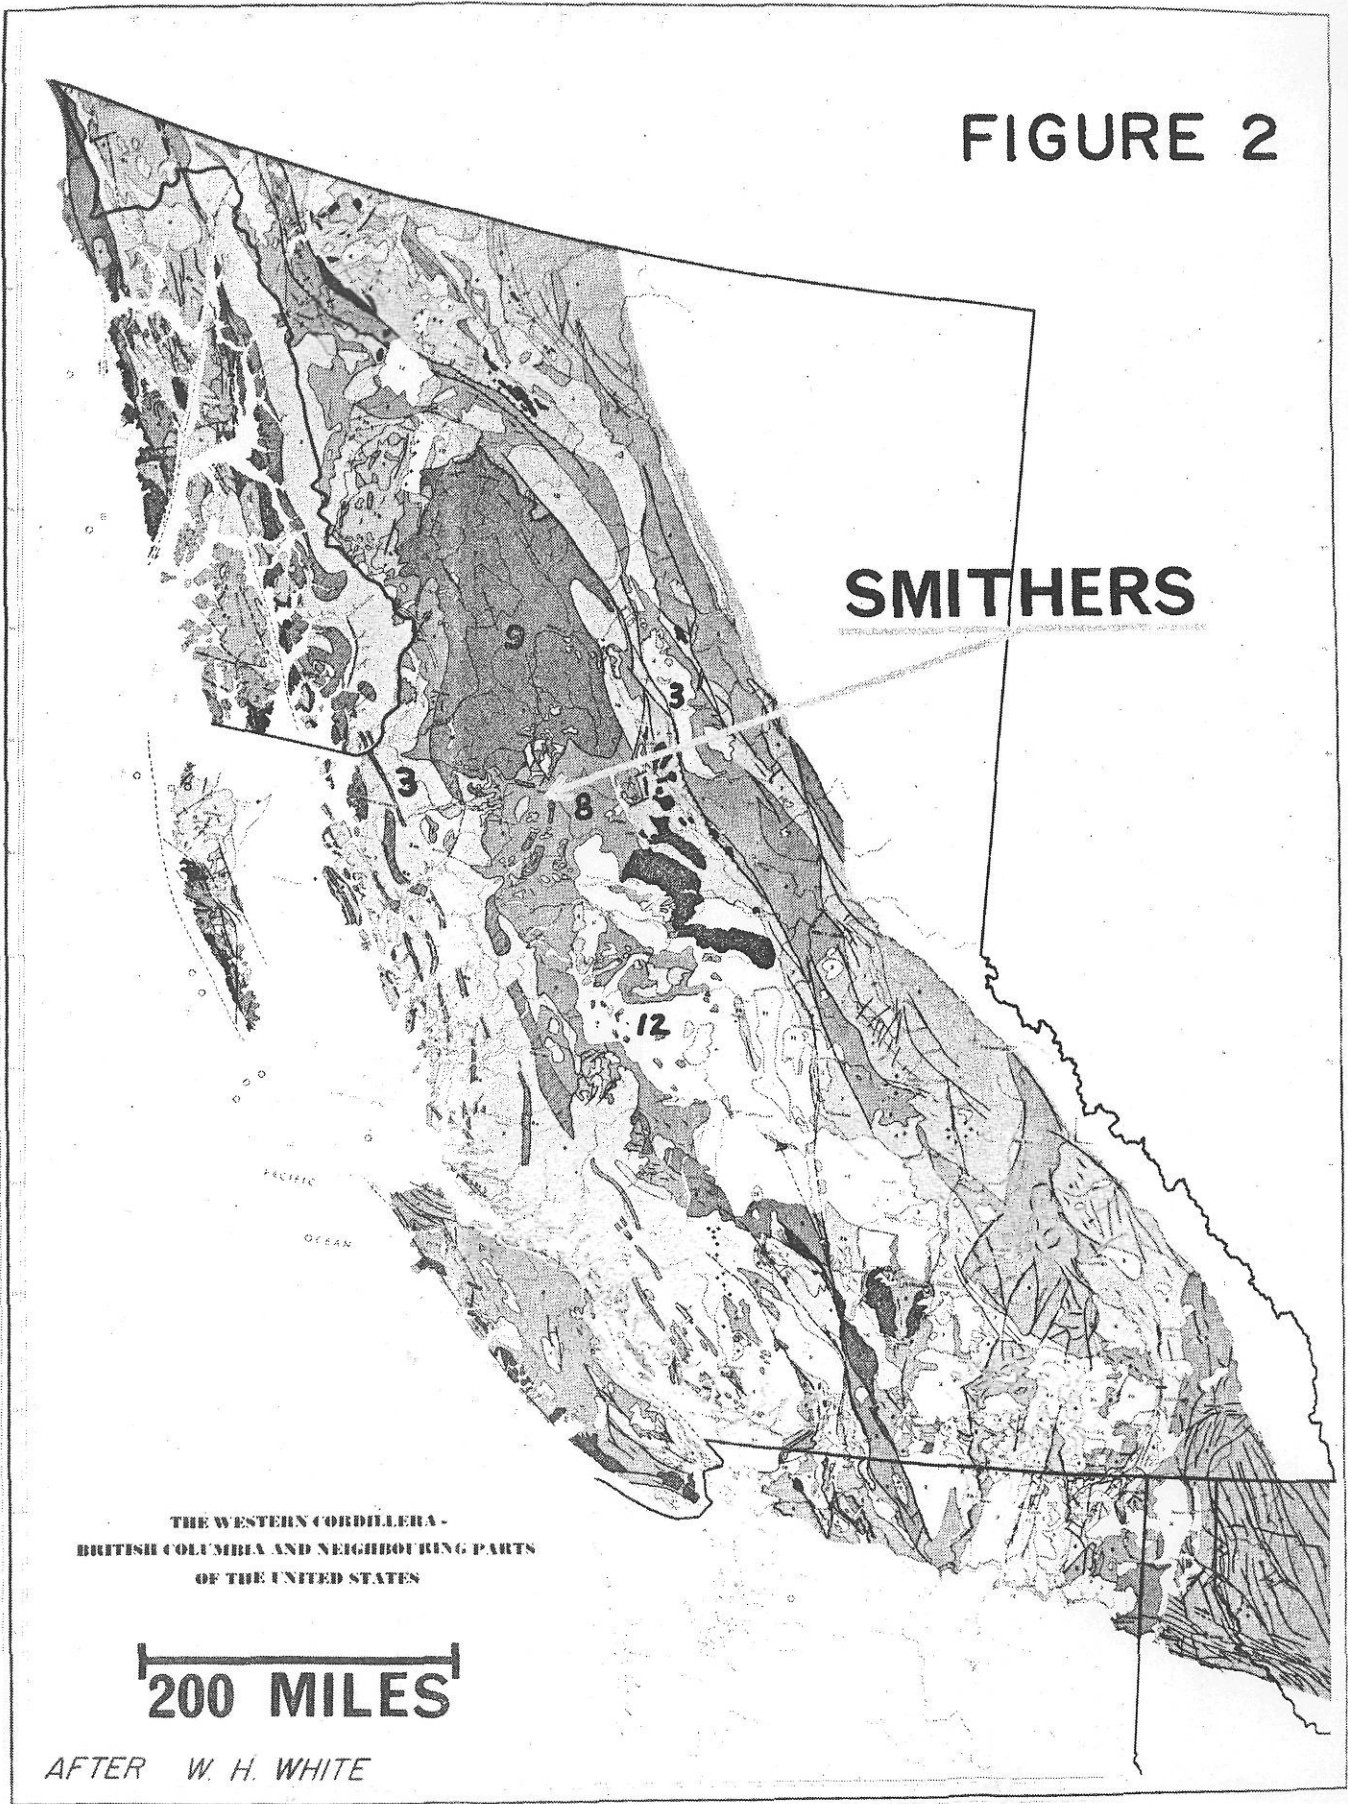 FIGURE 2
SMITHERS
9
3
3
8
12
PACIFIC
OCEAN
THE WESTERN CORDILLERA -
BRITISH COLUMBIA AND NEIGHBOURING PARTS
OF THE UNITED STATES
200 MILES
AFTER W. H. WHITE